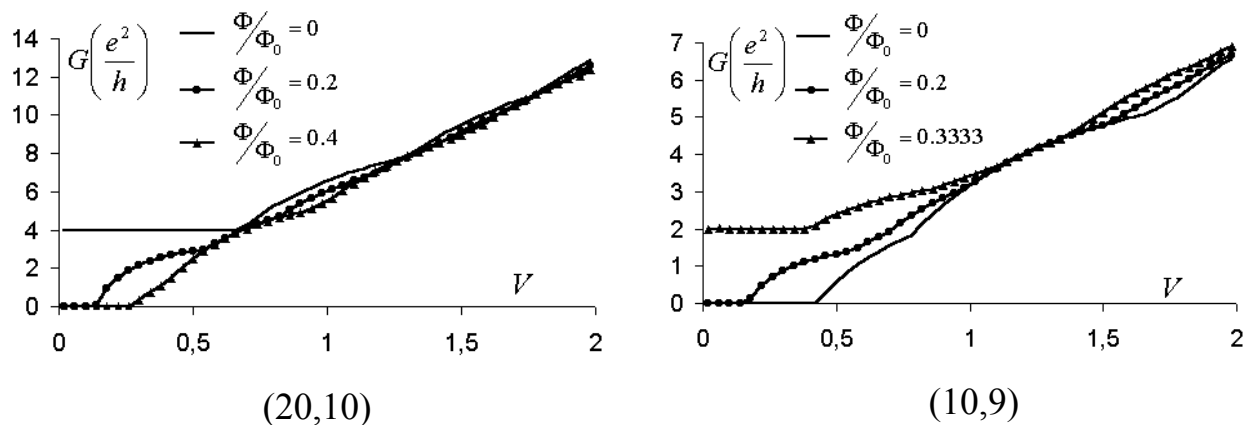 G(e²/h)
Φ/Φ₀ = 0
Φ/Φ₀ = 0.2
Φ/Φ₀ = 0.4
14
12
10
8
6
4
2
0
V
0 0,5 1 1,5 2
(20,10)
G(e²/h)
Φ/Φ₀ = 0
Φ/Φ₀ = 0.2
Φ/Φ₀ = 0.3333
7
6
5
4
3
2
1
0
V
0 0,5 1 1,5 2
(10,9)